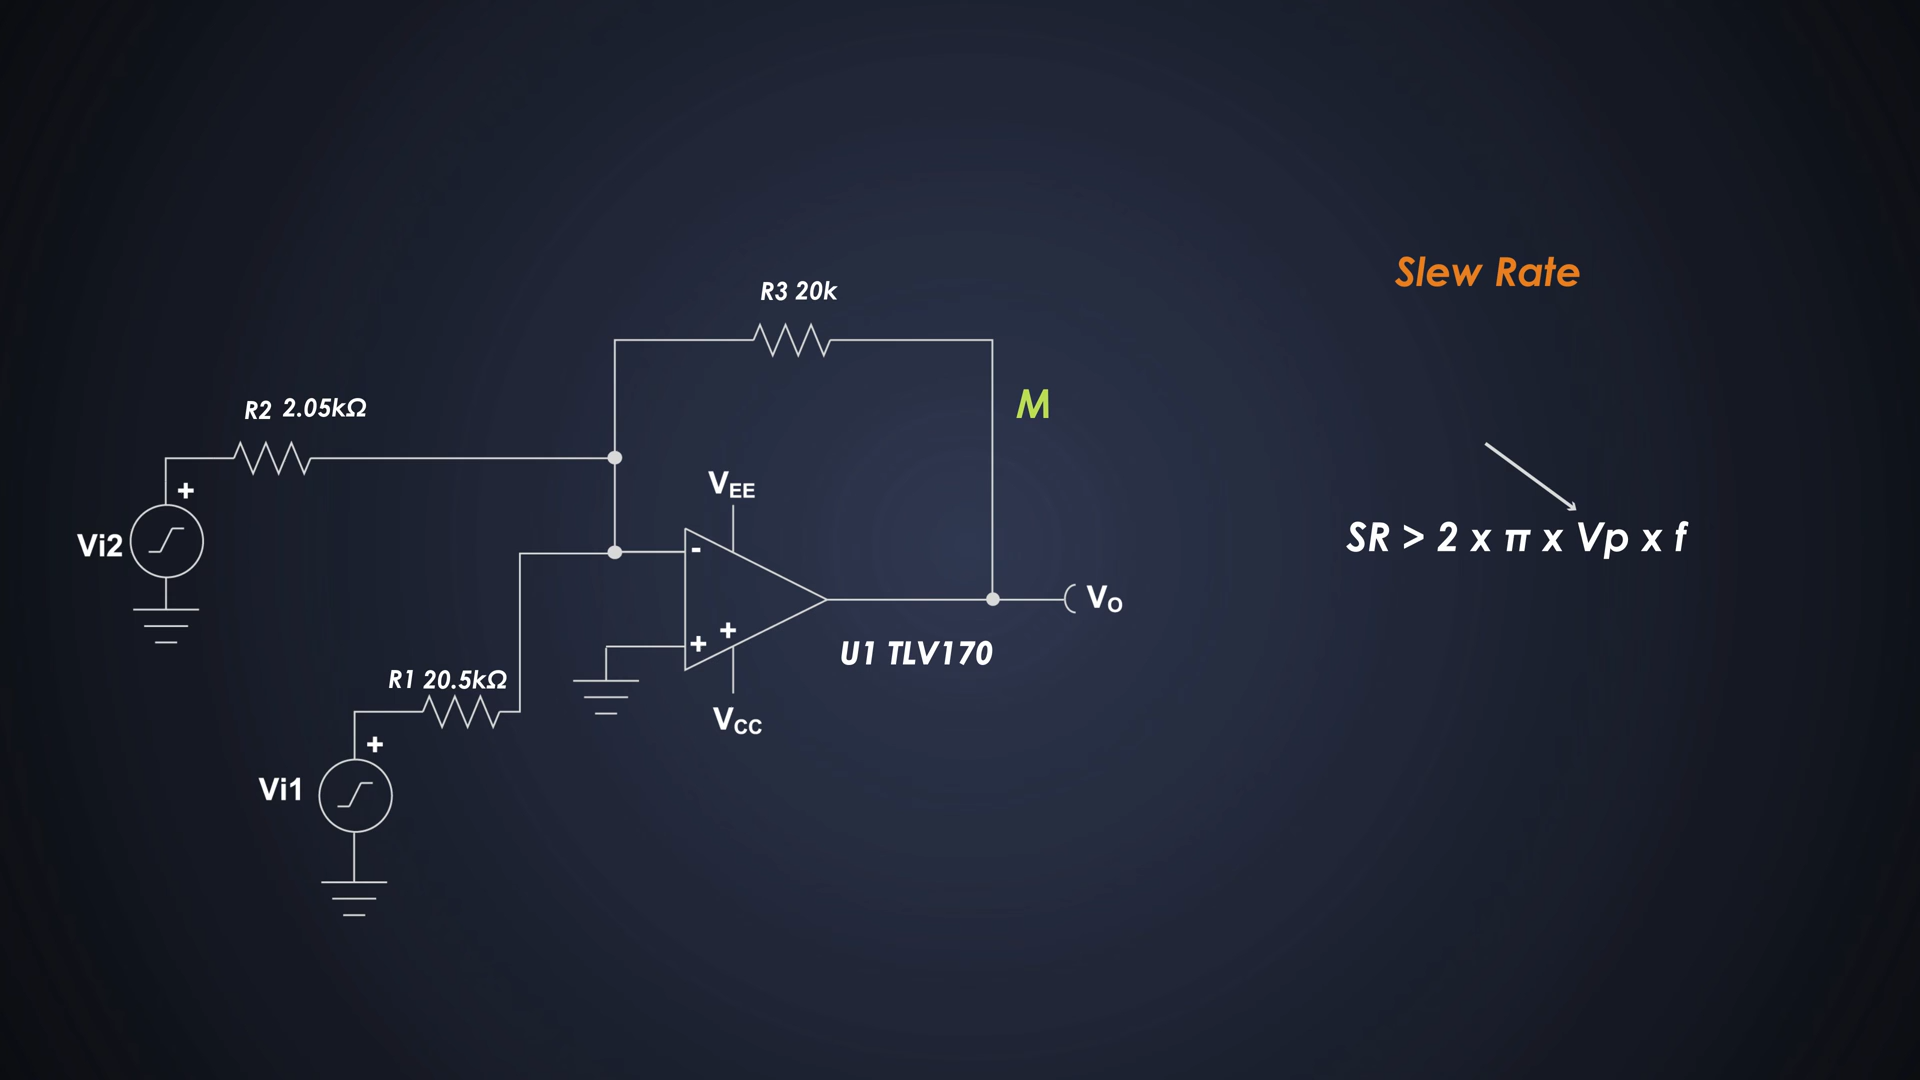 Slew Rate
R3 20k
M
R2 2.05kΩ
VEE
+
Vi2
-
SR > 2 x π x Vp x f
VO
+
+
U1 TLV170
R1 20.5kΩ
VCC
+
Vi1